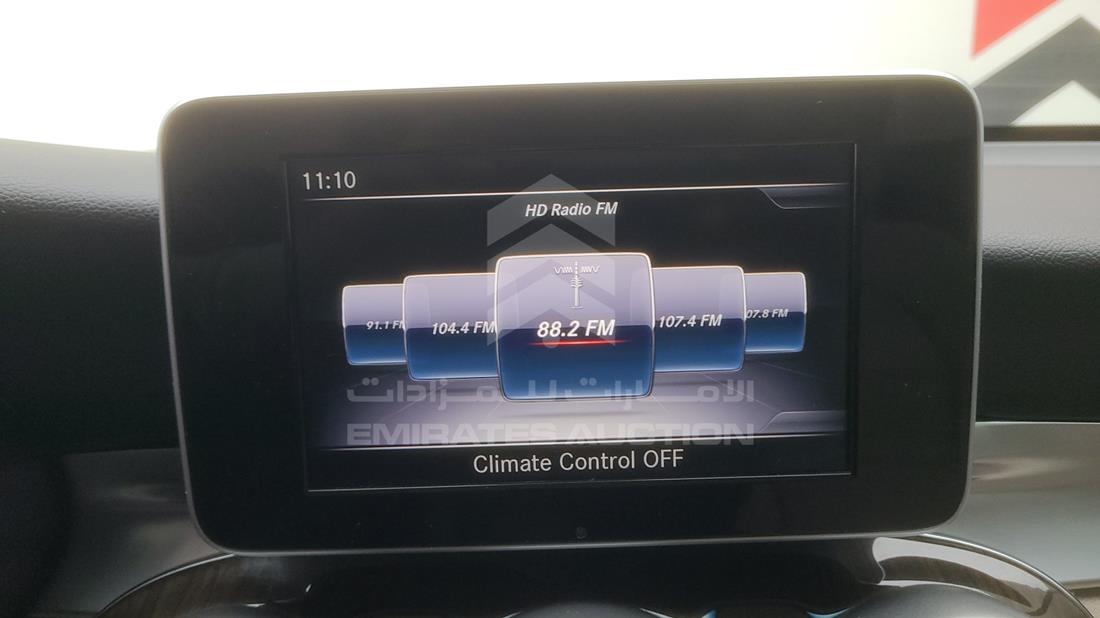 11:10
HD Radio FM
91.1 FM 104.4 FM 88.2 FM 107.4 FM 07.8 FM
الامارات للمزادات
EMIRATES AUCTION
Climate Control OFF